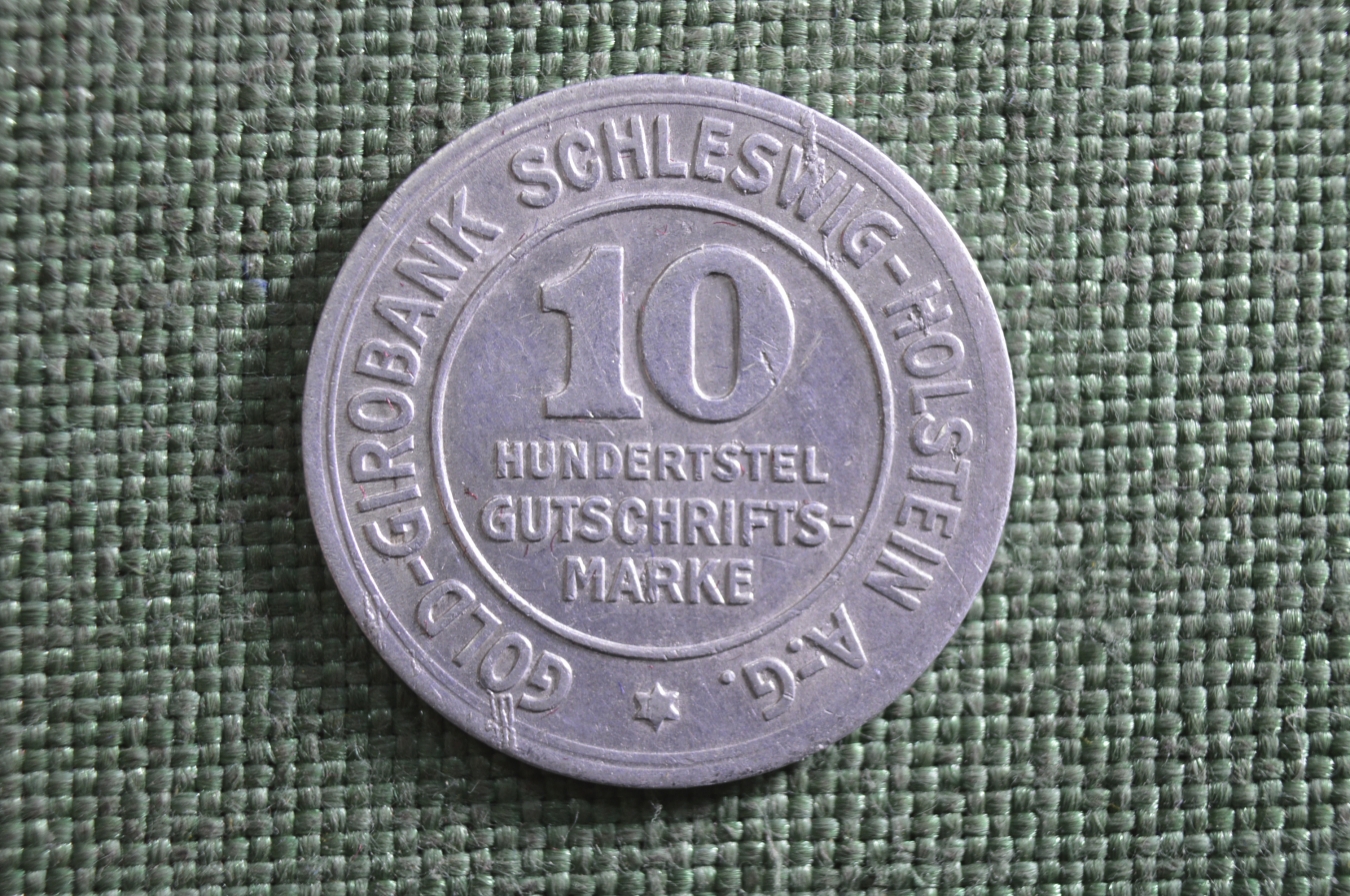 GOLD-GIROBANK SCHLESWIG-HOLSTEIN A.-G.
10
HUNDERTSTEL
GUTSCHRIFTS-
MARKE